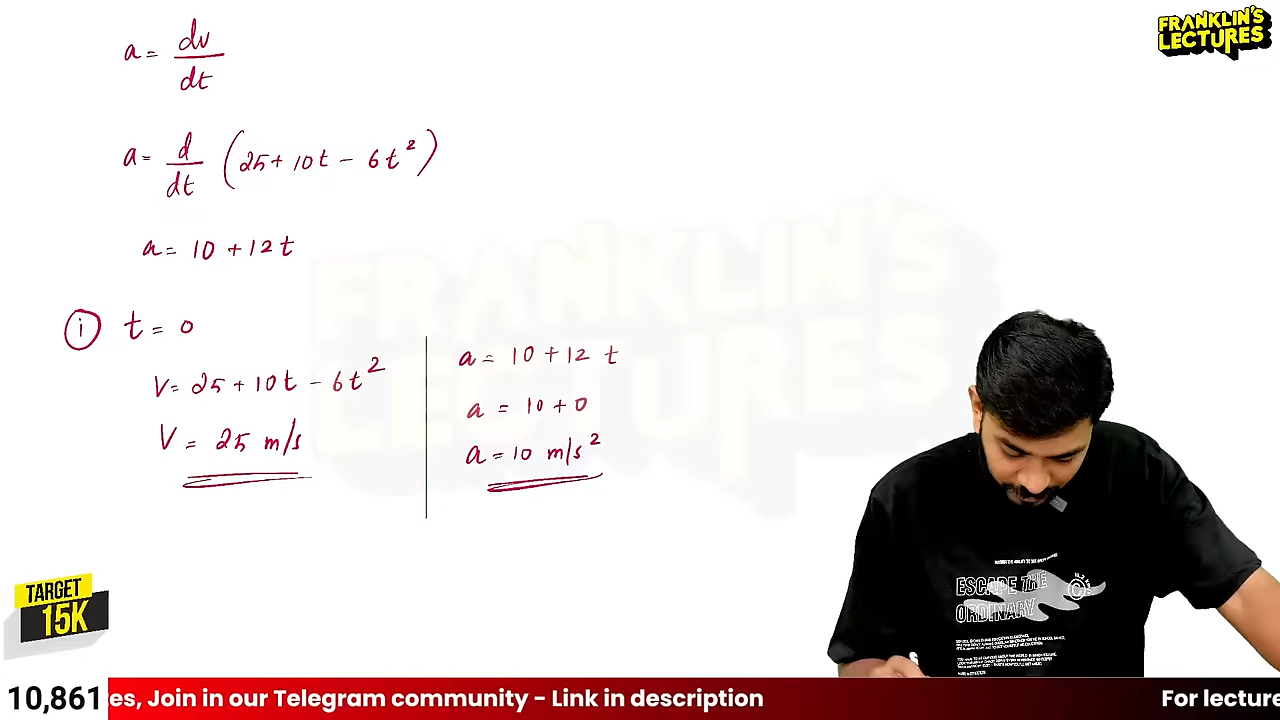 FRANKLIN'S
LECTURES
a = dv/dt
a = d/dt (25 + 10t − 6t²)
a = 10 + 12t
i t = 0
V = 25 + 10t − 6t²
V = 25 m/s
a = 10 + 12 t
a = 10 + 0
a = 10 m/s²
FRANKLIN'S
LECTURES
ESCAPE THE
ORDINARY
TARGET
15K
10,861
es, Join in our Telegram community - Link in description
For lecture